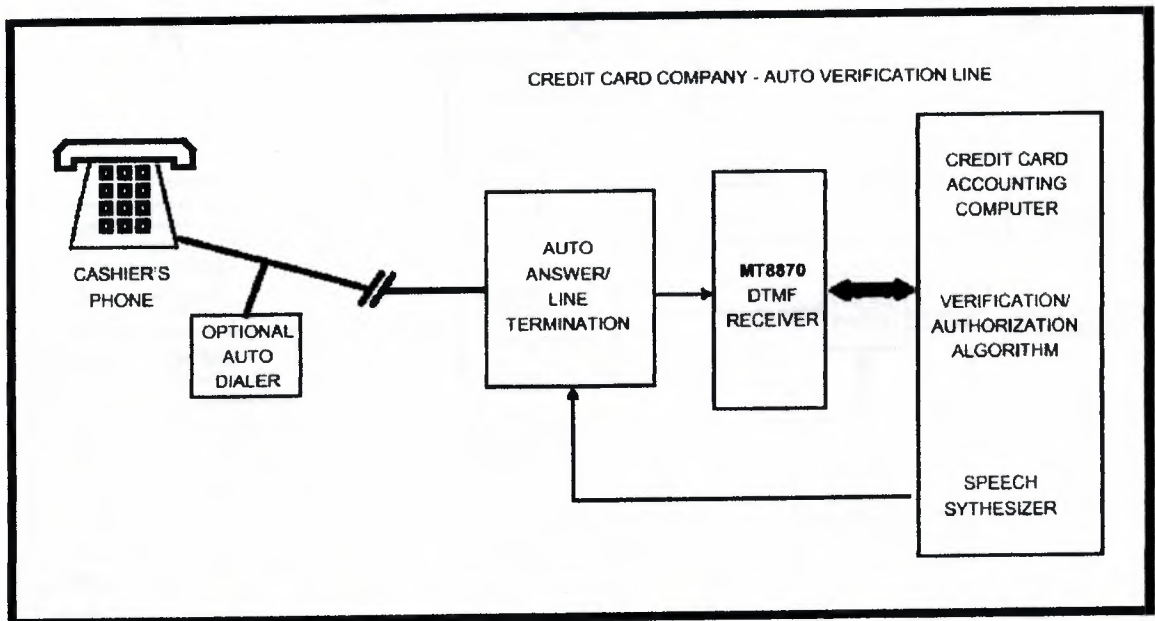 CREDIT CARD COMPANY - AUTO VERIFICATION LINE
CASHIER'S
PHONE
OPTIONAL
AUTO
DIALER
AUTO
ANSWER/
LINE
TERMINATION
MT8870
DTMF
RECEIVER
CREDIT CARD
ACCOUNTING
COMPUTER
VERIFICATION/
AUTHORIZATION
ALGORITHM
SPEECH
SYTHESIZER